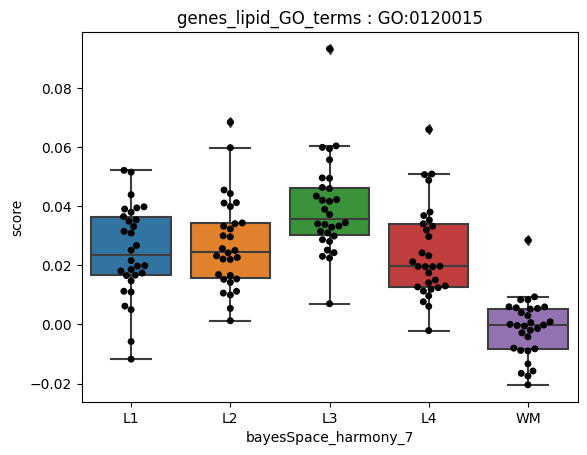 genes_lipid_GO_terms : GO:0120015
score
0.08
0.06
0.04
0.02
0.00
−0.02
L1
L2
L3
L4
WM
bayesSpace_harmony_7